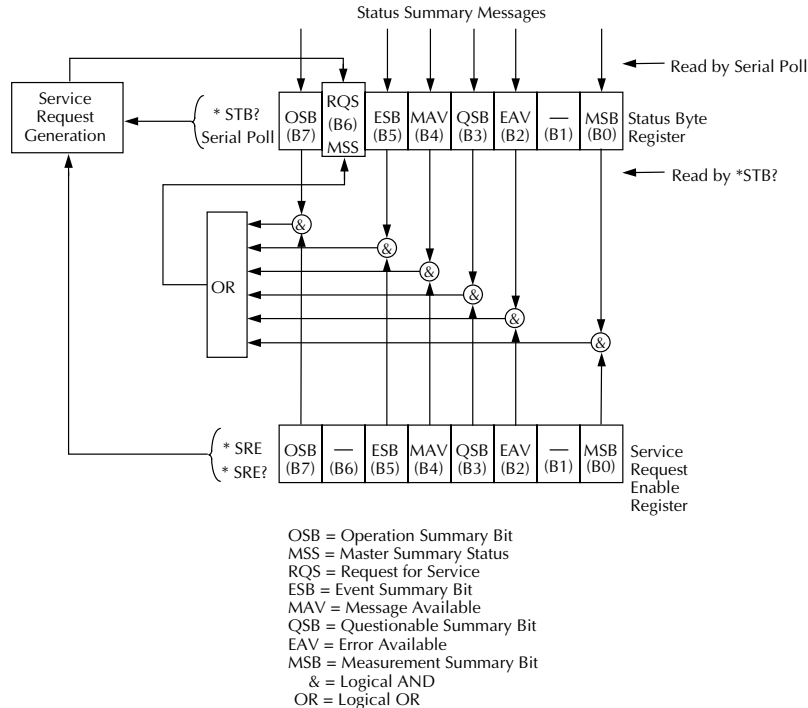 Status Summary Messages
Read by Serial Poll
Service
Request
Generation
* STB?
Serial Poll
OSB
(B7)
RQS
(B6)
MSS
ESB
(B5)
MAV
(B4)
QSB
(B3)
EAV
(B2)
—
(B1)
MSB
(B0)
Status Byte
Register
Read by *STB?
&
&
&
&
&
&
OR
* SRE
* SRE?
OSB
(B7)
—
(B6)
ESB
(B5)
MAV
(B4)
QSB
(B3)
EAV
(B2)
—
(B1)
MSB
(B0)
Service
Request
Enable
Register
OSB = Operation Summary Bit
MSS = Master Summary Status
RQS = Request for Service
ESB = Event Summary Bit
MAV = Message Available
QSB = Questionable Summary Bit
EAV = Error Available
MSB = Measurement Summary Bit
& = Logical AND
OR = Logical OR